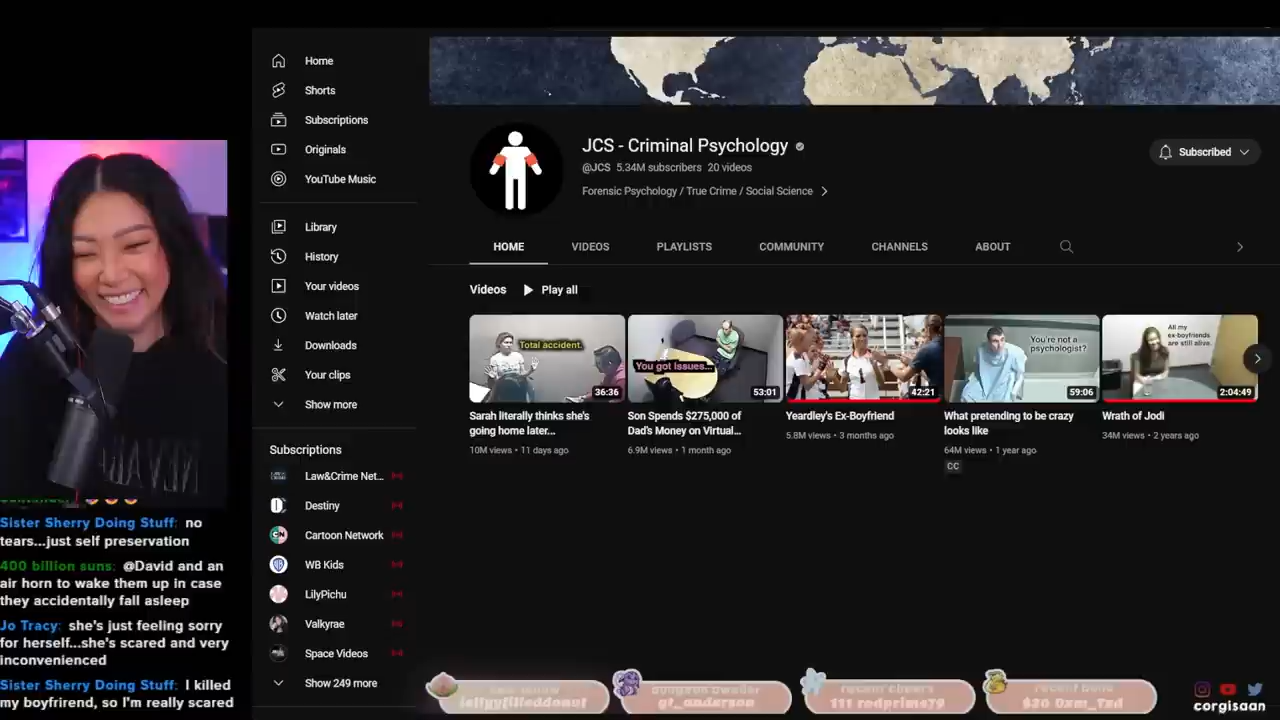 Home
Shorts
Subscriptions
Originals
YouTube Music
Library
History
Your videos
Watch later
Downloads
Your clips
Show more
Subscriptions
Law&Crime Net...
Destiny
Cartoon Network
WB Kids
LilyPichu
Valkyrae
Space Videos
Show 249 more
JCS - Criminal Psychology
@JCS 5.34M subscribers 20 videos
Forensic Psychology / True Crime / Social Science
Subscribed
HOME VIDEOS PLAYLISTS COMMUNITY CHANNELS ABOUT
Videos Play all
Total accident.
36:36
Sarah literally thinks she's
going home later...
10M views • 11 days ago
You got issues...
53:01
Son Spends $275,000 of
Dad's Money on Virtual...
6.9M views • 1 month ago
42:21
Yeardley's Ex-Boyfriend
5.8M views • 3 months ago
You're not a
psychologist?
59:06
What pretending to be crazy
looks like
64M views • 1 year ago
CC
All my
ex-boyfriends
are still alive.
2:04:49
Wrath of Jodi
34M views • 2 years ago
Sister Sherry Doing Stuff: no
tears...just self preservation
400 billion suns: @David and an
air horn to wake them up in case
they accidentally fall asleep
Jo Tracy: she's just feeling sorry
for herself...she's scared and very
inconvenienced
Sister Sherry Doing Stuff: I killed
my boyfriend, so I'm really scared
corgisaan